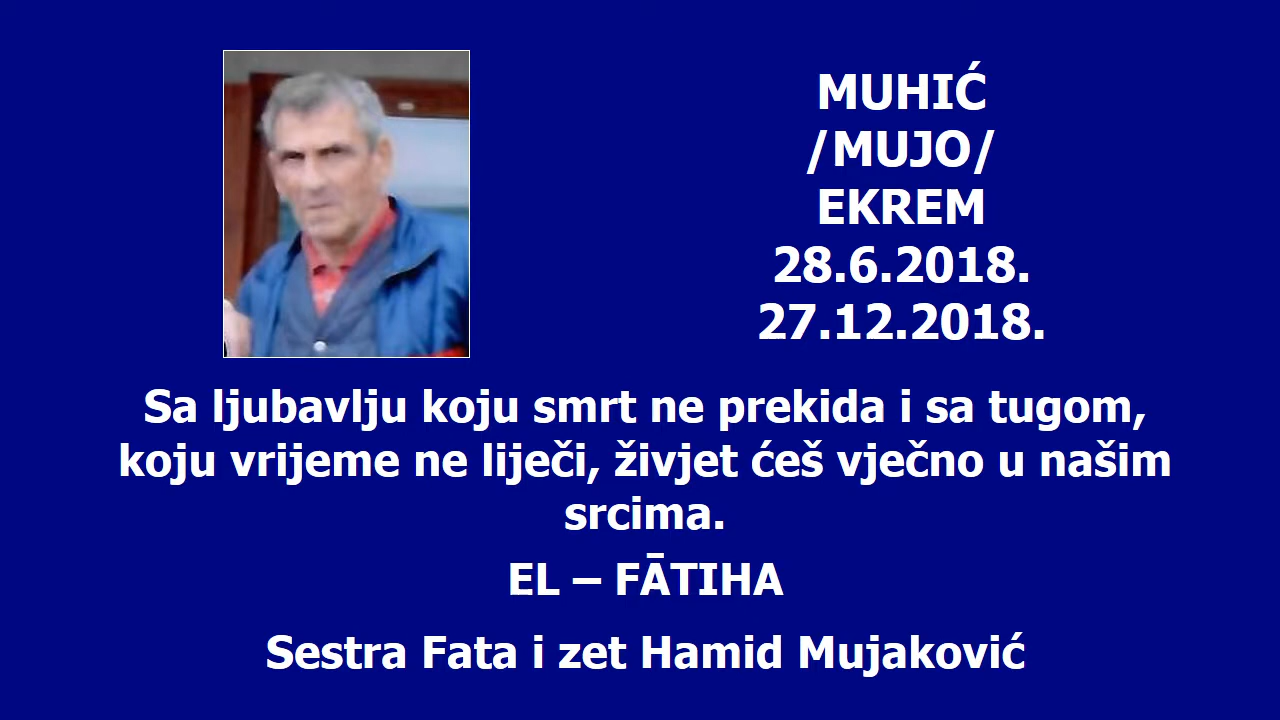 MUHIĆ
/MUJO/
EKREM
28.6.2018.
27.12.2018.
Sa ljubavlju koju smrt ne prekida i sa tugom,
koju vrijeme ne liječi, živjet ćeš vječno u našim
srcima.
EL – FĀTIHA
Sestra Fata i zet Hamid Mujaković